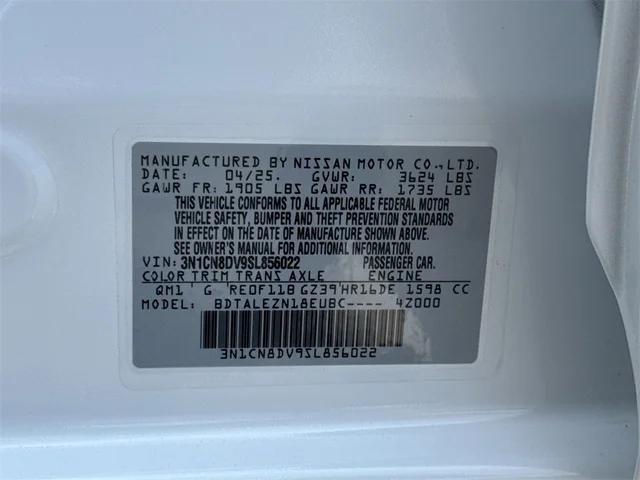 MANUFACTURED BY NISSAN MOTOR CO.,LTD.
DATE: 04/25. GVWR: 3624 LBS
GAWR FR: 1905 LBS GAWR RR: 1735 LBS
THIS VEHICLE CONFORMS TO ALL
APPLICABLE FEDERAL MOTOR
VEHICLE SAFETY, BUMPER AND THEFT PREVENTION STANDARDS
IN EFFECT ON THE DATE OF MANUFACTURE SHOWN ABOVE.
SEE OWNER'S MANUAL FOR ADDITIONAL INFORMATION.
VIN: 3N1CN8DV9SL856022 PASSENGER CAR.
COLOR TRIM TRANS AXLE ENGINE
QM1' G 'RE0F11B GZ39'HR16DE 1598 CC
MODEL: BDTALEZN18EUBC---- 4Z000
3N1CN8DV9SL856022